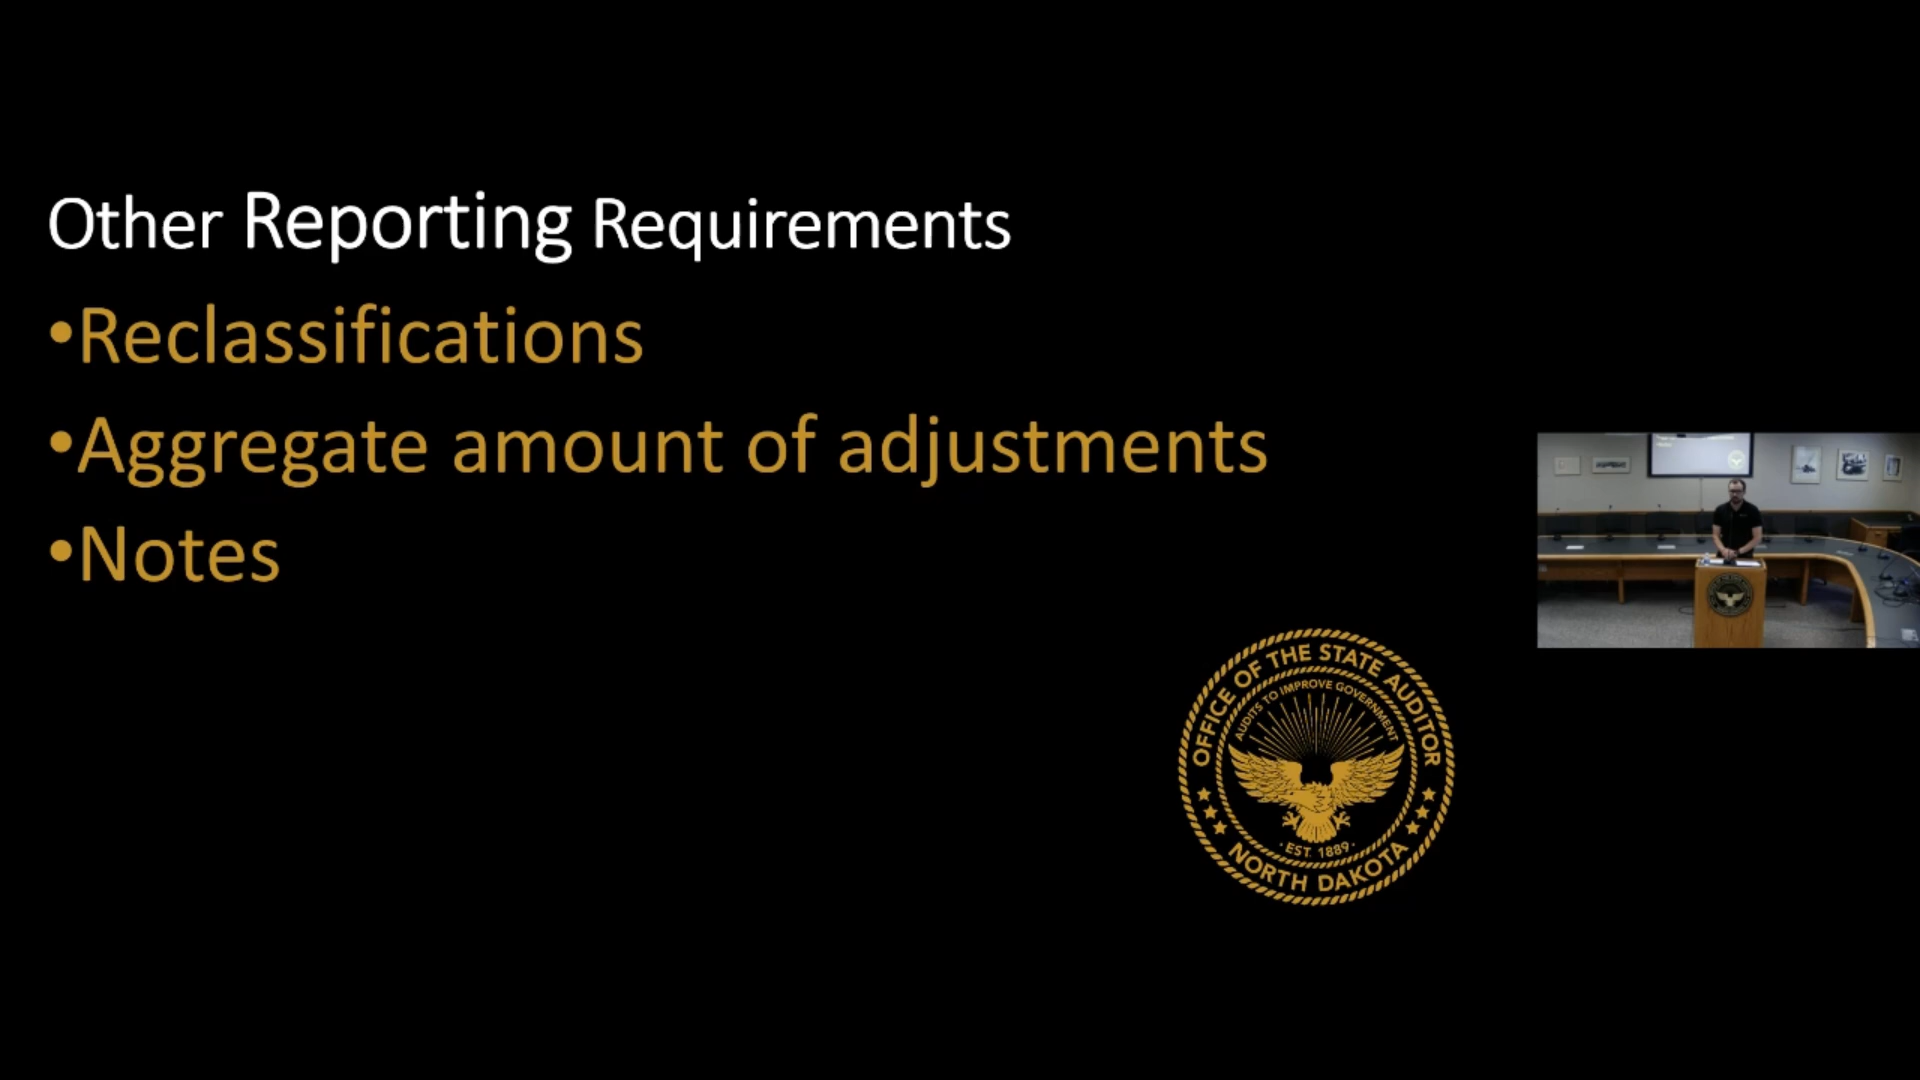 Other Reporting Requirements
•Reclassifications
•Aggregate amount of adjustments
•Notes
OFFICE OF THE STATE AUDITOR
AUDITS TO IMPROVE GOVERNMENT
· EST. 1889 ·
NORTH DAKOTA